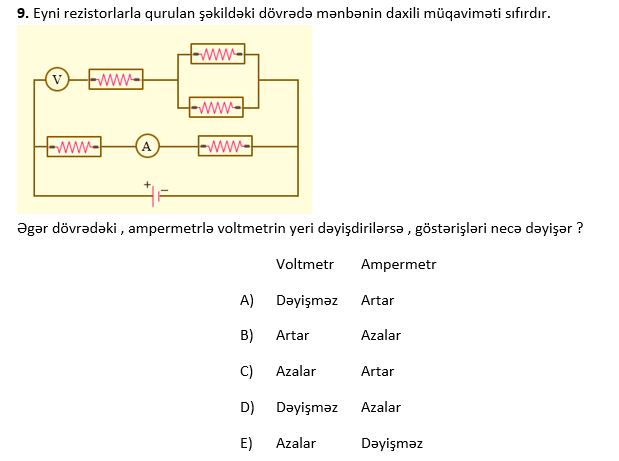 9. Eyni rezistorlarla qurulan şəkildəki dövrədə mənbənin daxili müqaviməti sıfırdır.
V
A
+ −
Əgər dövrədəki , ampermetrlə voltmetrin yeri dəyişdirilərsə , göstərişləri necə dəyişər ?
Voltmetr Ampermetr
A) Dəyişməz Artar
B) Artar Azalar
C) Azalar Artar
D) Dəyişməz Azalar
E) Azalar Dəyişməz